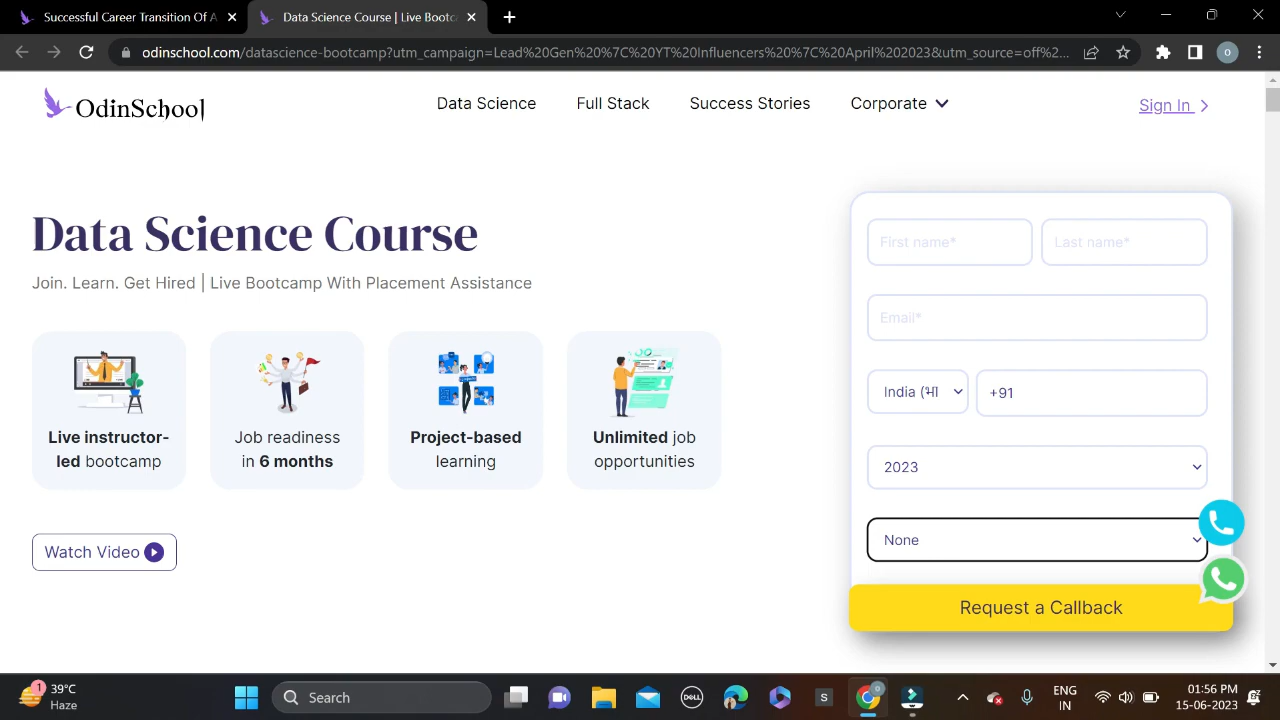 Successful Career Transition Of A
Data Science Course | Live Bootc
odinschool.com/datascience-bootcamp?utm_campaign=Lead%20Gen%20%7C%20YT%20Influencers%20%7C%20April%202023&utm_source=off%2...
o
OdinSchool
Data Science
Full Stack
Success Stories
Corporate
Sign In
Data Science Course
Join. Learn. Get Hired | Live Bootcamp With Placement Assistance
Live instructor-
led bootcamp
Job readiness
in 6 months
Project-based
learning
Unlimited job
opportunities
Watch Video
First name*
Last name*
Email*
India (भा
+91
2023
None
Request a Callback
1
39°C
Haze
Search
DELL
S
ENG
IN
01:56 PM
15-06-2023